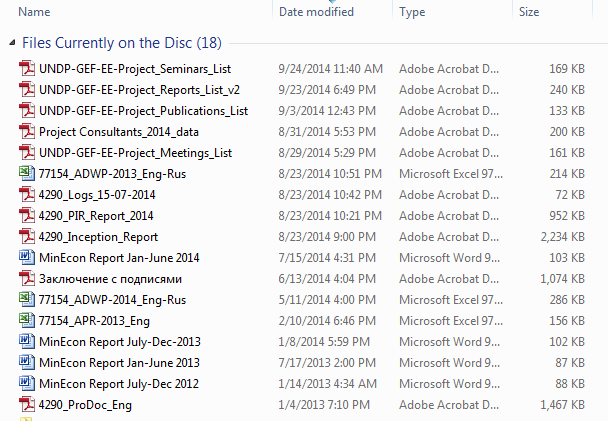 Name Date modified Type Size
Files Currently on the Disc (18)
UNDP-GEF-EE-Project_Seminars_List 9/24/2014 11:40 AM Adobe Acrobat D... 169 KB
UNDP-GEF-EE-Project_Reports_List_v2 9/23/2014 6:49 PM Adobe Acrobat D... 240 KB
UNDP-GEF-EE-Project_Publications_List 9/3/2014 12:43 PM Adobe Acrobat D... 133 KB
Project Consultants_2014_data 8/31/2014 5:53 PM Adobe Acrobat D... 200 KB
UNDP-GEF-EE-Project_Meetings_List 8/29/2014 5:29 PM Adobe Acrobat D... 161 KB
77154_ADWP-2013_Eng-Rus 8/23/2014 10:51 PM Microsoft Excel 97... 214 KB
4290_Logs_15-07-2014 8/23/2014 10:42 PM Adobe Acrobat D... 72 KB
4290_PIR_Report_2014 8/23/2014 10:21 PM Adobe Acrobat D... 952 KB
4290_Inception_Report 8/23/2014 9:00 PM Adobe Acrobat D... 2,234 KB
MinEcon Report Jan-June 2014 7/15/2014 4:31 PM Microsoft Word 9... 103 KB
Заключение с подписями 6/13/2014 4:04 PM Adobe Acrobat D... 1,074 KB
77154_ADWP-2014_Eng-Rus 5/11/2014 4:00 PM Microsoft Excel 97... 286 KB
77154_APR-2013_Eng 2/10/2014 6:46 PM Microsoft Excel 97... 156 KB
MinEcon Report July-Dec-2013 1/8/2014 5:59 PM Microsoft Word 9... 102 KB
MinEcon Report Jan-June 2013 7/17/2013 2:00 PM Microsoft Word 9... 87 KB
MinEcon Report July-Dec 2012 1/14/2013 4:34 AM Microsoft Word 9... 88 KB
4290_ProDoc_Eng 1/4/2013 7:10 PM Adobe Acrobat D... 1,467 KB